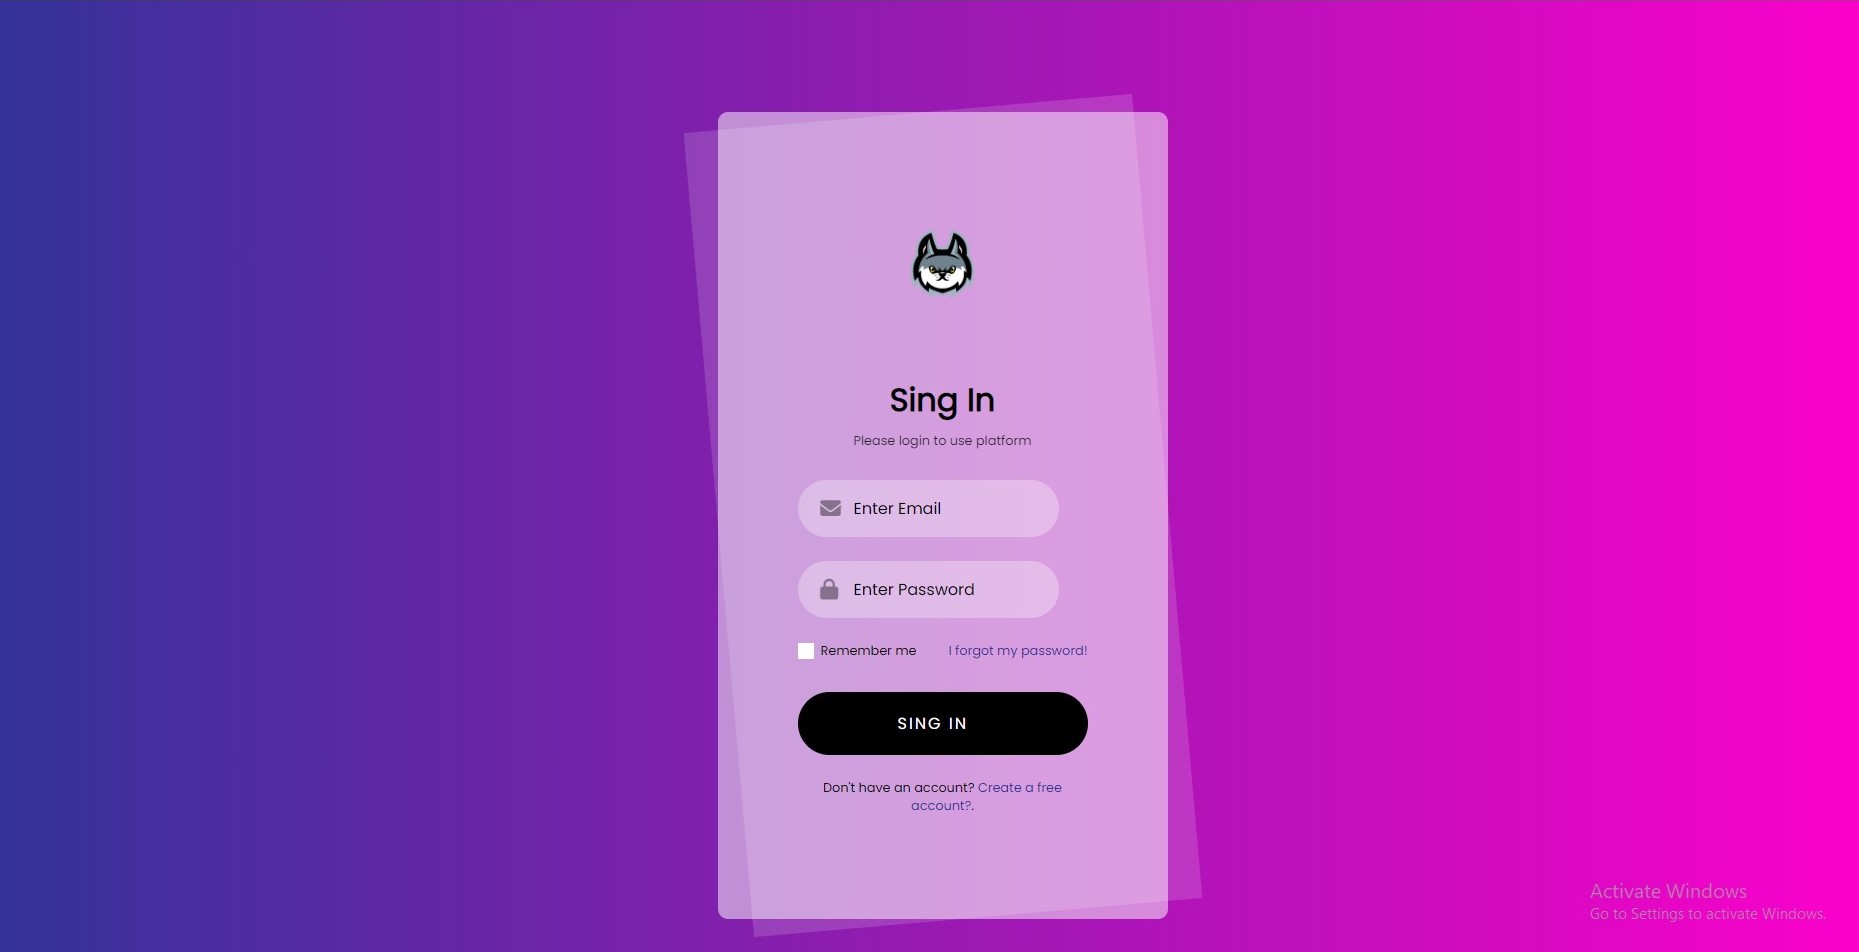 Sing In
Please login to use platform
Enter Email
Enter Password
Remember me
I forgot my password!
SING IN
Don't have an account? Create a free
account?.
Activate Windows
Go to Settings to activate Windows.